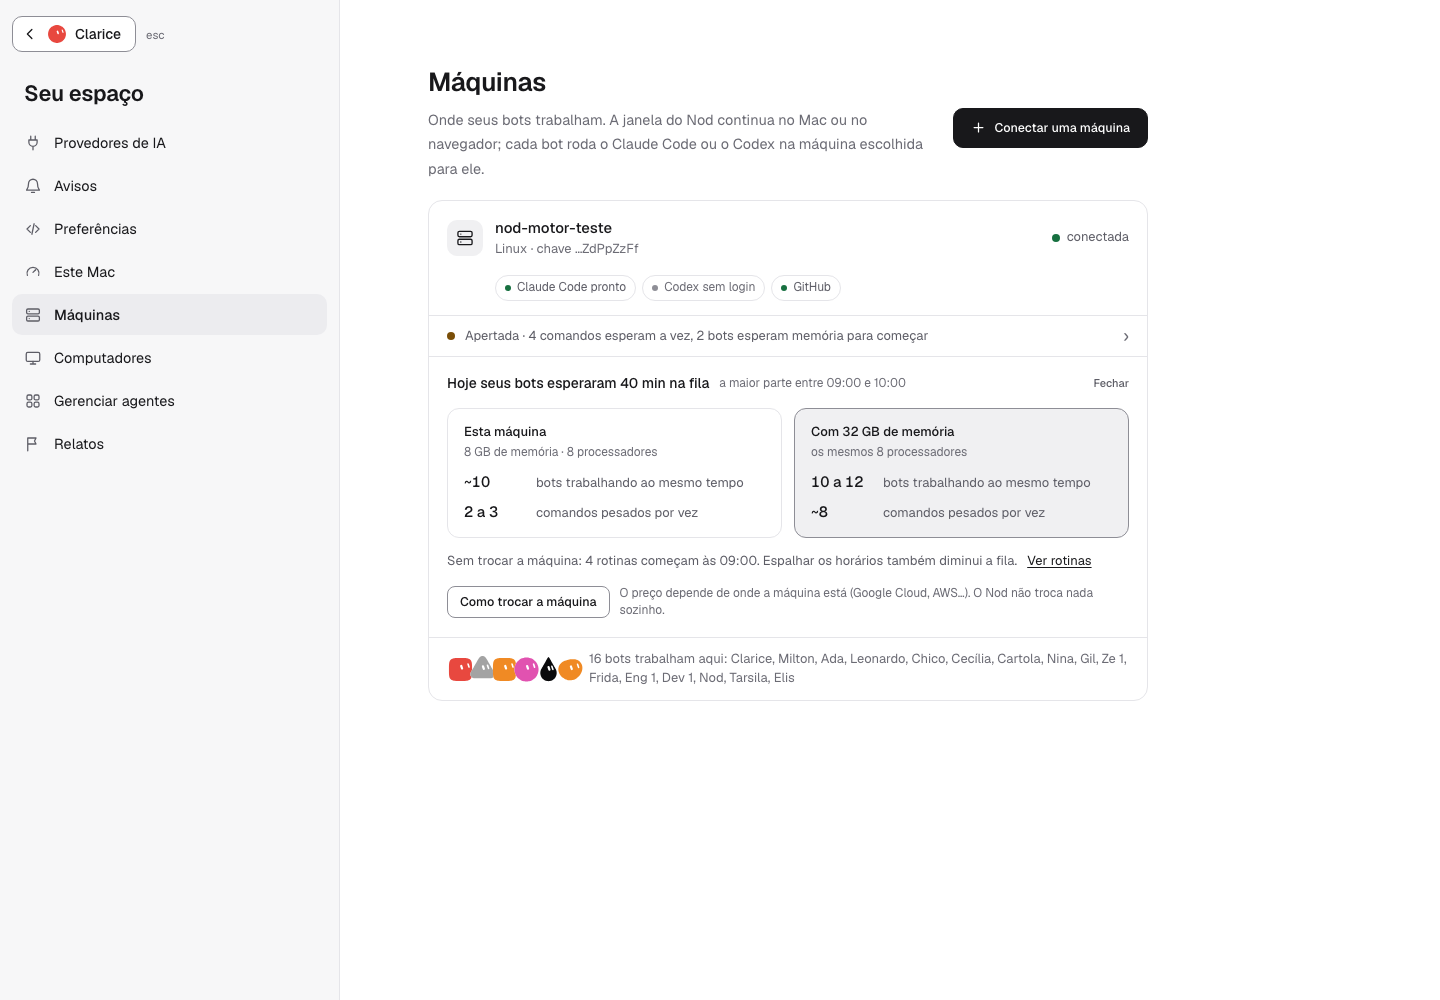 Clarice
esc
Seu espaço
Provedores de IA
Avisos
Preferências
Este Mac
Máquinas
Computadores
Gerenciar agentes
Relatos
Máquinas
Onde seus bots trabalham. A janela do Nod continua no Mac ou no
navegador; cada bot roda o Claude Code ou o Codex na máquina escolhida
para ele.
Conectar uma máquina
nod-motor-teste
Linux · chave …ZdPpZzFf
conectada
Claude Code pronto
Codex sem login
GitHub
Apertada · 4 comandos esperam a vez, 2 bots esperam memória para começar
Hoje seus bots esperaram 40 min na fila
a maior parte entre 09:00 e 10:00
Fechar
Esta máquina
8 GB de memória · 8 processadores
~10 bots trabalhando ao mesmo tempo
2 a 3 comandos pesados por vez
Com 32 GB de memória
os mesmos 8 processadores
10 a 12 bots trabalhando ao mesmo tempo
~8 comandos pesados por vez
Sem trocar a máquina: 4 rotinas começam às 09:00. Espalhar os horários também diminui a fila. Ver rotinas
Como trocar a máquina
O preço depende de onde a máquina está (Google Cloud, AWS…). O Nod não troca nada
sozinho.
16 bots trabalham aqui: Clarice, Milton, Ada, Leonardo, Chico, Cecília, Cartola, Nina, Gil, Ze 1,
Frida, Eng 1, Dev 1, Nod, Tarsila, Elis